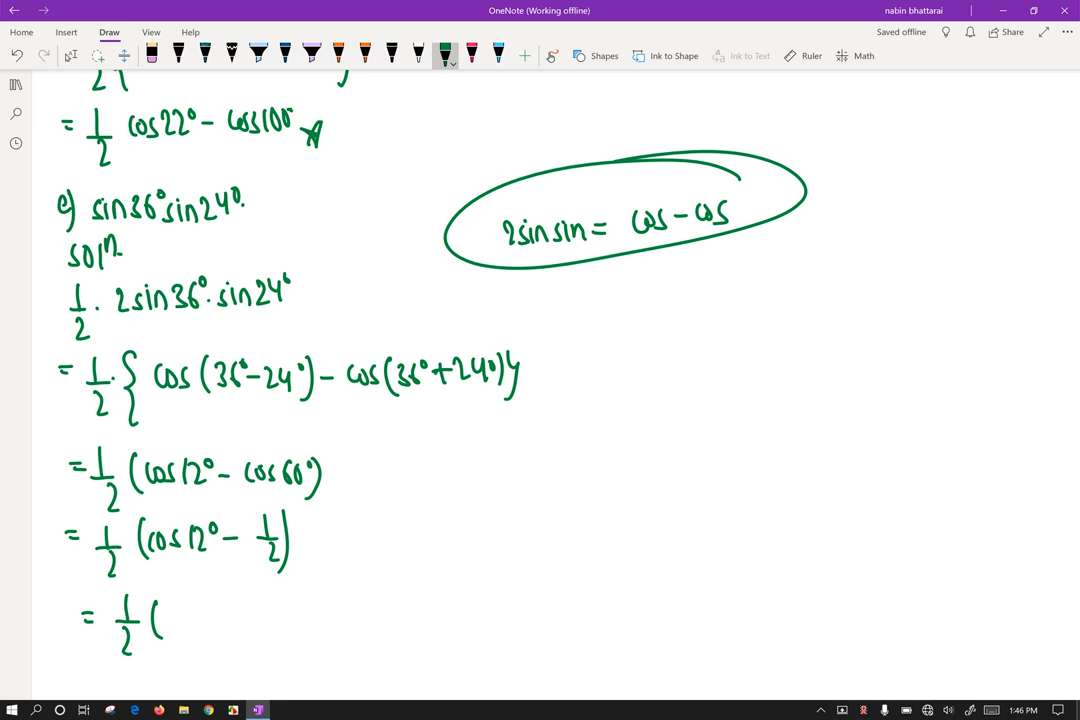 OneNote (Working offline)
nabin bhattarai
Home Insert Draw View Help
Saved offline
Share
Shapes
Ink to Shape
Ink to Text
Ruler
Math
= 1/2 cos22° - cos100°
e) sin36° sin24°.
solⁿ.
1/2 . 2sin36°. sin24°
= 1/2 . { cos (36° - 24°) - cos (36° + 24°) }
= 1/2 (cos12° - cos60°)
= 1/2 (cos12° - 1/2)
= 1/2 (
2sin sin = cos - cos
1:46 PM